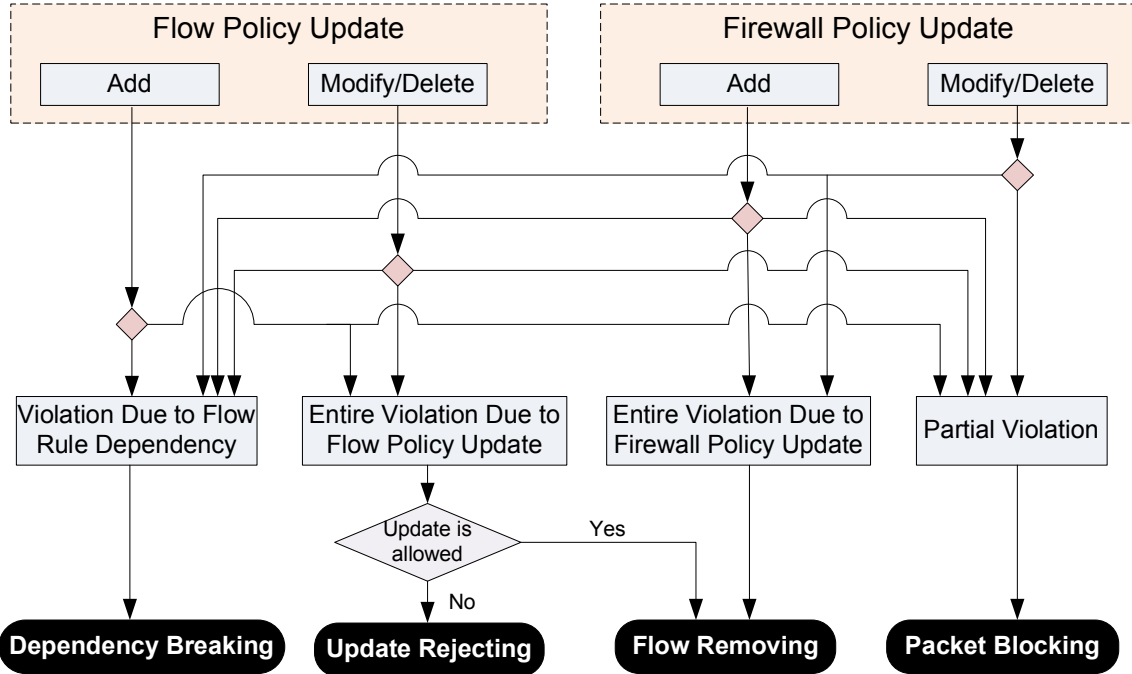 Flow Policy Update
Firewall Policy Update
Add
Modify/Delete
Add
Modify/Delete
Violation Due to Flow
Rule Dependency
Entire Violation Due to
Flow Policy Update
Entire Violation Due to
Firewall Policy Update
Partial Violation
Update is
allowed
Yes
No
Dependency Breaking
Update Rejecting
Flow Removing
Packet Blocking